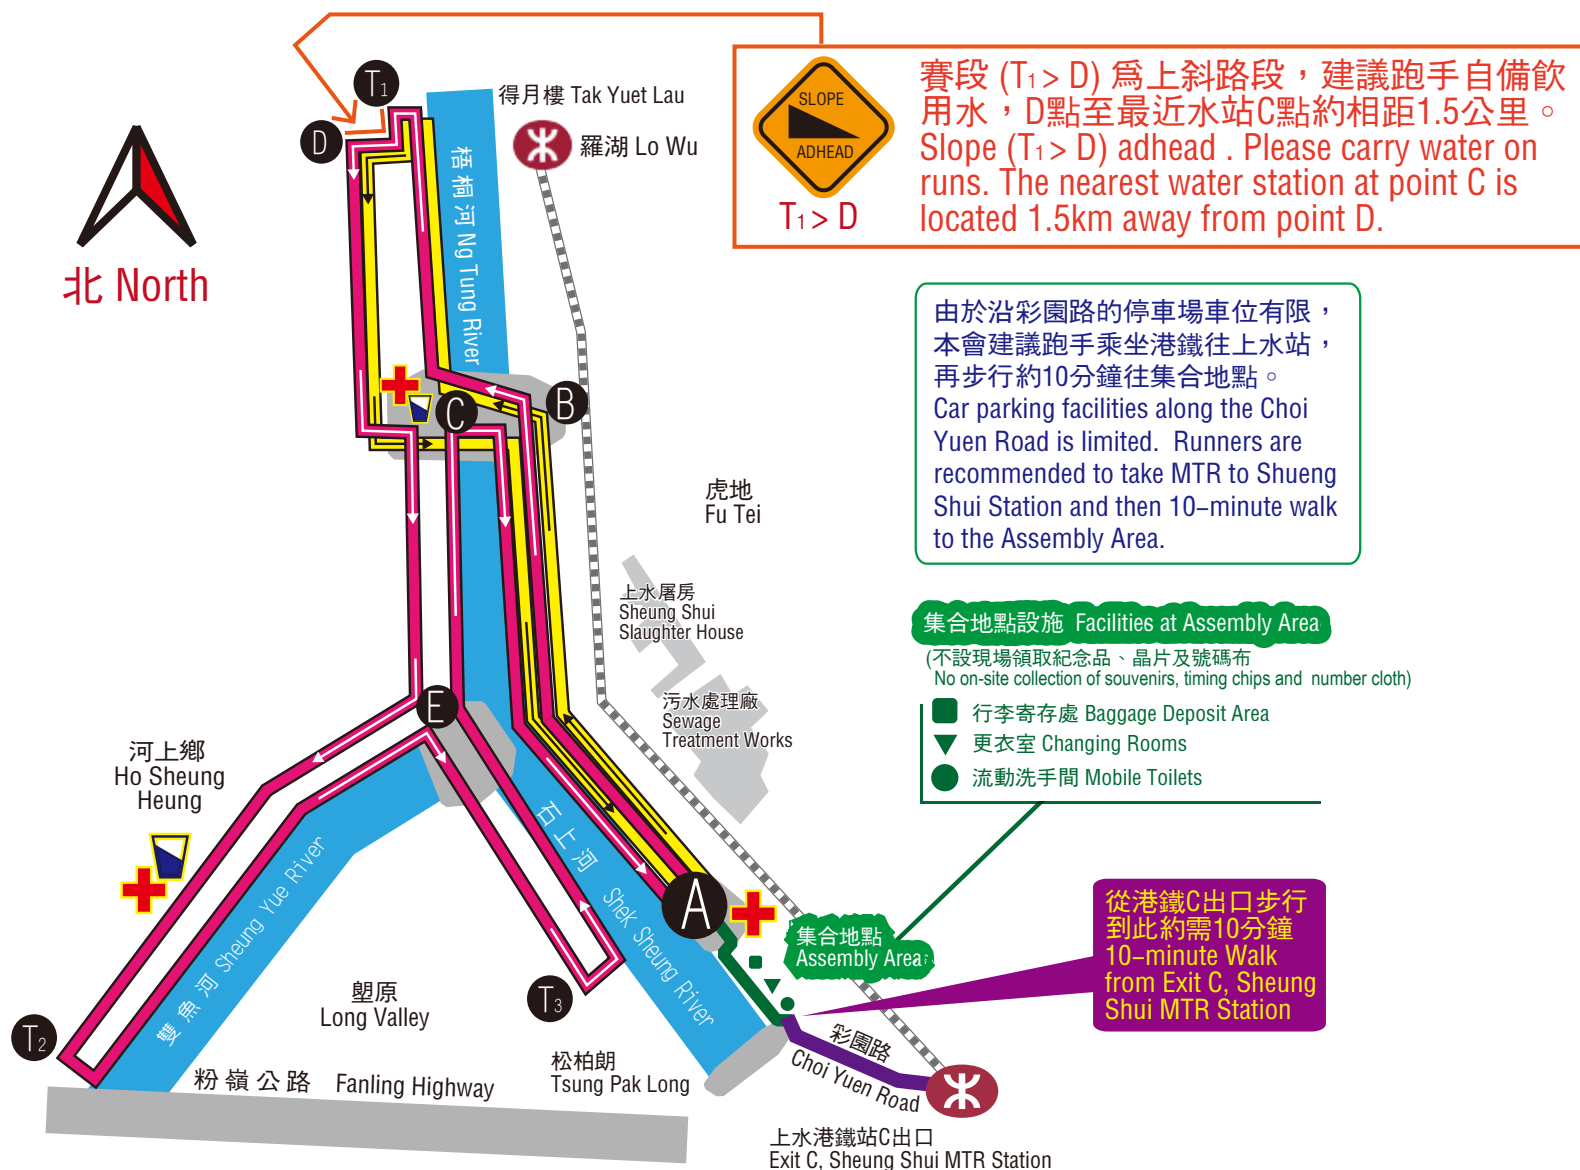 T₁
得月樓 Tak Yuet Lau
D
羅湖 Lo Wu
北 North
梧桐河 Ng Tung River
SLOPE
ADHEAD
T₁ > D
賽段 (T₁ > D) 為上斜路段，建議跑手自備飲
用水，D點至最近水站C點約相距1.5公里。
Slope (T₁ > D) adhead . Please carry water on
runs. The nearest water station at point C is
located 1.5km away from point D.
由於沿彩園路的停車場車位有限，
本會建議跑手乘坐港鐵往上水站，
再步行約10分鐘往集合地點。
Car parking facilities along the Choi
Yuen Road is limited. Runners are
recommended to take MTR to Shueng
Shui Station and then 10–minute walk
to the Assembly Area.
C
B
虎地
Fu Tei
上水屠房
Sheung Shui
Slaughter House
污水處理廠
Sewage
Treatment Works
集合地點設施 Facilities at Assembly Area
(不設現場領取紀念品、晶片及號碼布
No on-site collection of souvenirs, timing chips and number cloth)
行李寄存處 Baggage Deposit Area
更衣室 Changing Rooms
流動洗手間 Mobile Toilets
E
河上鄉
Ho Sheung
Heung
雙魚河 Sheung Yue River
石上河 Shek Sheung River
A
集合地點
Assembly Area
從港鐵C出口步行
到此約需10分鐘
10–minute Walk
from Exit C, Sheung
Shui MTR Station
塱原
Long Valley
T₃
T₂
松柏朗
Tsung Pak Long
粉嶺公路 Fanling Highway
彩園路
Choi Yuen Road
上水港鐵站C出口
Exit C, Sheung Shui MTR Station